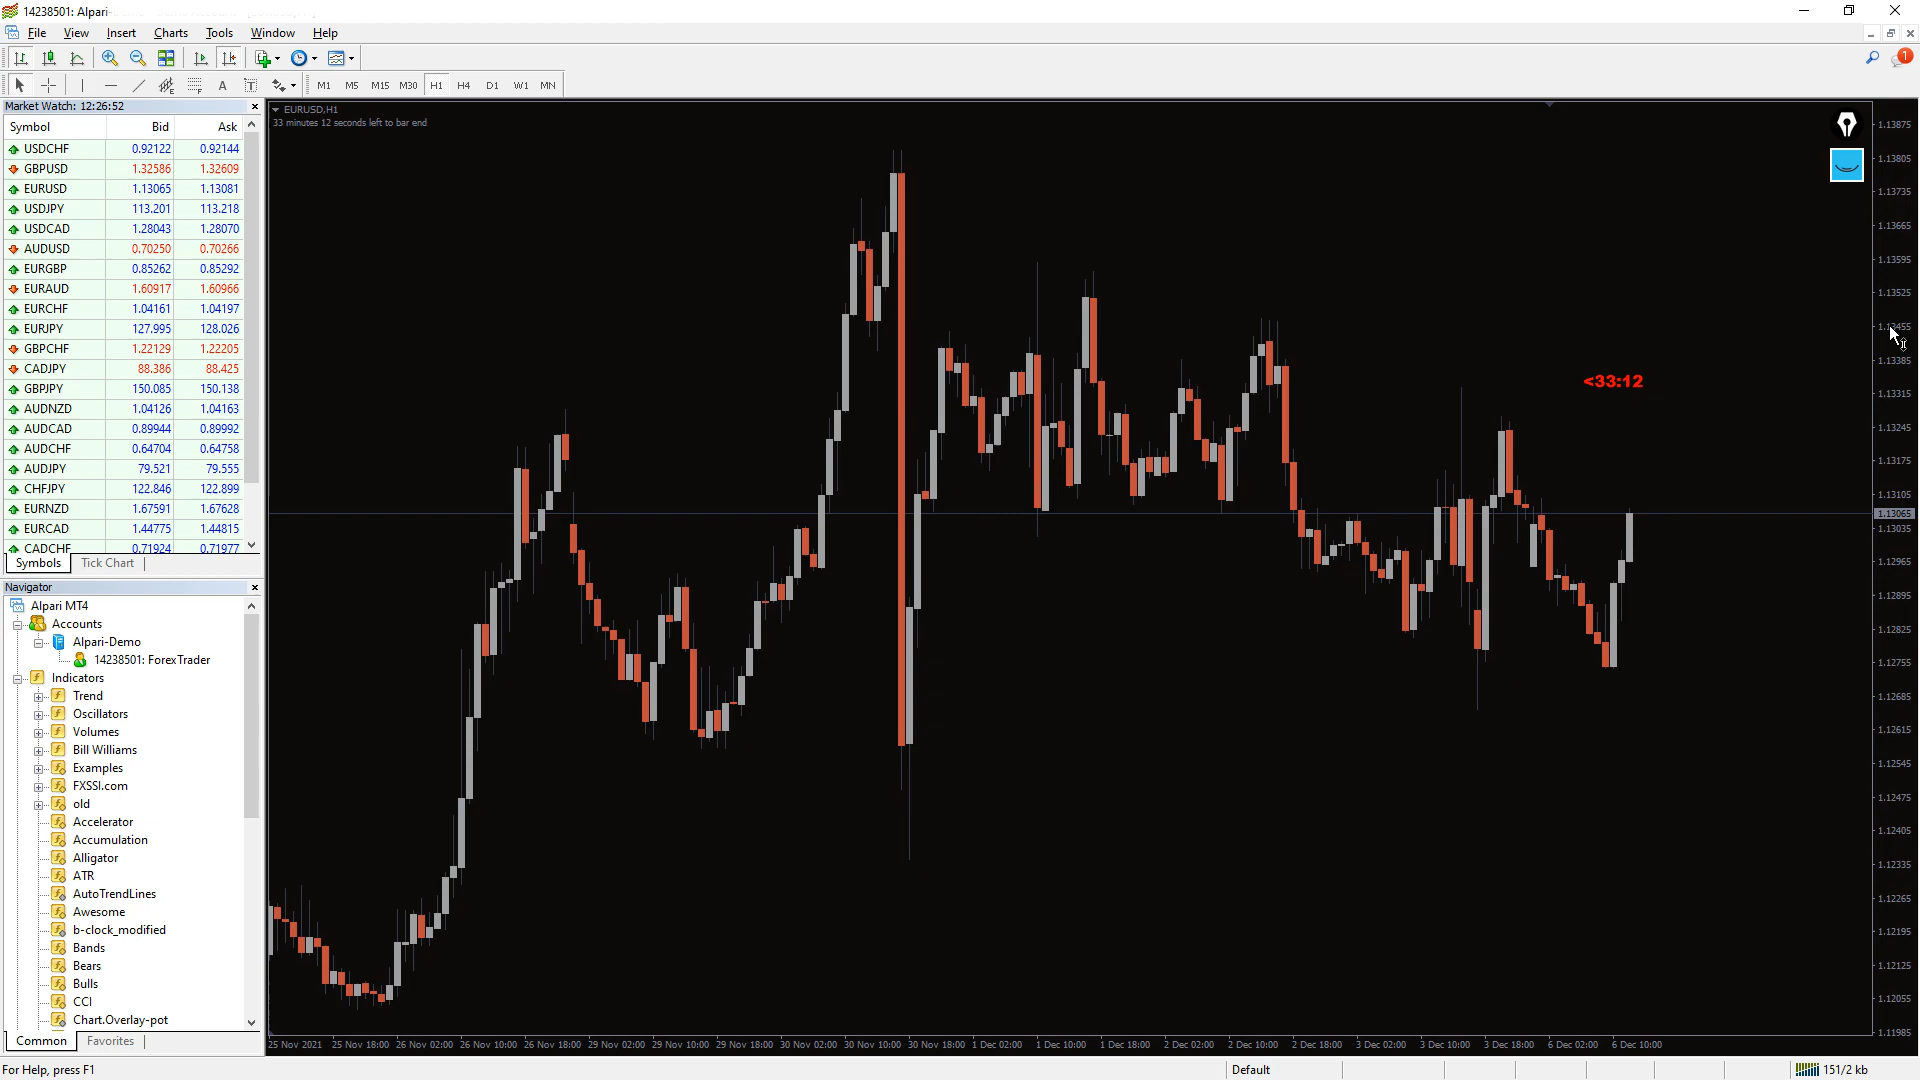 14238501: Alpari
File View Insert Charts Tools Window Help
1
A T M1 M5 M15 M30 H1 H4 D1 W1 MN
Market Watch: 12:26:52
Symbol Bid Ask
USDCHF 0.92122 0.92144
GBPUSD 1.32586 1.32609
EURUSD 1.13065 1.13081
USDJPY 113.201 113.218
USDCAD 1.28043 1.28070
AUDUSD 0.70250 0.70266
EURGBP 0.85262 0.85292
EURAUD 1.60917 1.60966
EURCHF 1.04161 1.04197
EURJPY 127.995 128.026
GBPCHF 1.22129 1.22205
CADJPY 88.386 88.425
GBPJPY 150.085 150.138
AUDNZD 1.04126 1.04163
AUDCAD 0.89944 0.89992
AUDCHF 0.64704 0.64758
AUDJPY 79.521 79.555
CHFJPY 122.846 122.899
EURNZD 1.67591 1.67628
EURCAD 1.44775 1.44815
CADCHF 0.71924 0.71977
Symbols Tick Chart
Navigator
Alpari MT4
Accounts
Alpari-Demo
14238501: ForexTrader
Indicators
Trend
Oscillators
Volumes
Bill Williams
Examples
FXSSI.com
old
Accelerator
Accumulation
Alligator
ATR
AutoTrendLines
Awesome
b-clock_modified
Bands
Bears
Bulls
CCI
Chart.Overlay-pot
Common Favorites
EURUSD,H1
33 minutes 12 seconds left to bar end
<33:12
1.13875
1.13805
1.13735
1.13665
1.13595
1.13525
1.13455
1.13385
1.13315
1.13245
1.13175
1.13105
1.13065
1.13035
1.12965
1.12895
1.12825
1.12755
1.12685
1.12615
1.12545
1.12475
1.12405
1.12335
1.12265
1.12195
1.12125
1.12055
1.11985
25 Nov 2021 25 Nov 18:00 26 Nov 02:00 26 Nov 10:00 26 Nov 18:00 29 Nov 02:00 29 Nov 10:00 29 Nov 18:00 30 Nov 02:00 30 Nov 10:00 30 Nov 18:00 1 Dec 02:00 1 Dec 10:00 1 Dec 18:00 2 Dec 02:00 2 Dec 10:00 2 Dec 18:00 3 Dec 02:00 3 Dec 10:00 3 Dec 18:00 6 Dec 02:00 6 Dec 10:00
For Help, press F1 Default 151/2 kb